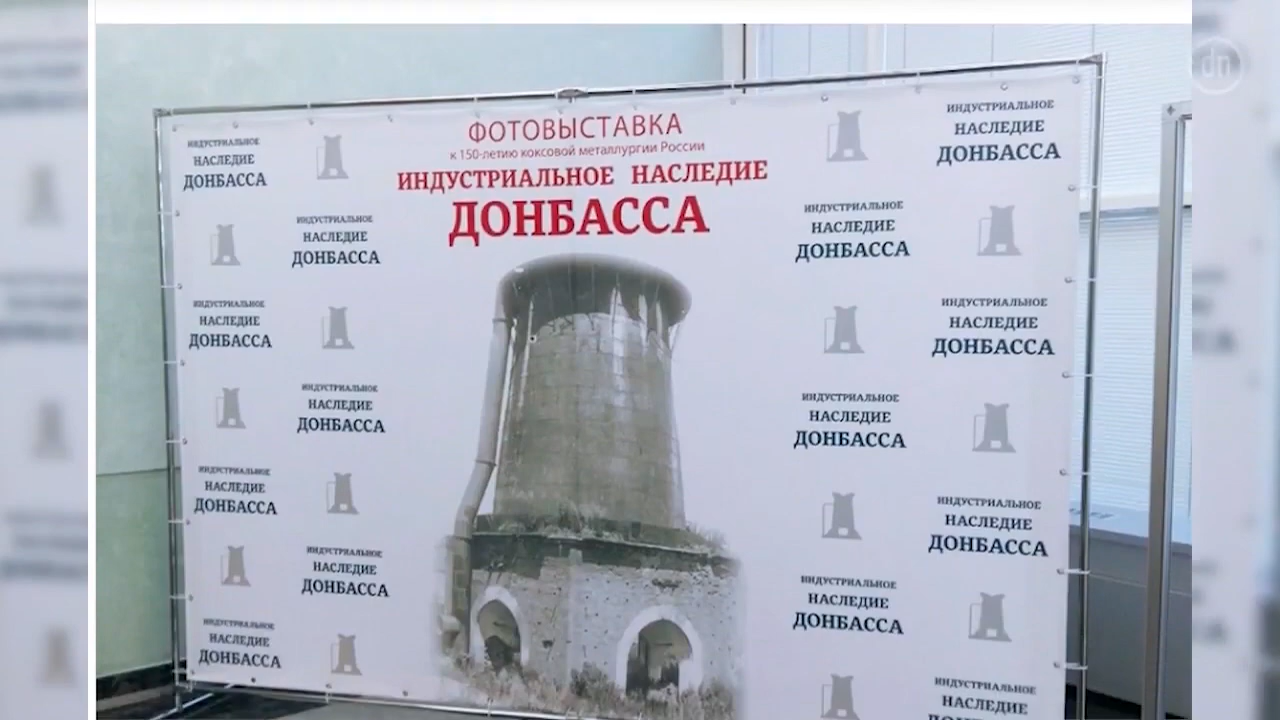 ФОТОВЫСТАВКА
к 150-летию коксовой металлургии России
ИНДУСТРИАЛЬНОЕ НАСЛЕДИЕ
ДОНБАССА
ИНДУСТРИАЛЬНОЕ
НАСЛЕДИЕ
ДОНБАССА
ИНДУСТРИАЛЬНОЕ
НАСЛЕДИЕ
ДОНБАССА
ИНДУСТРИАЛЬНОЕ
НАСЛЕДИЕ
ДОНБАССА
ИНДУСТРИАЛЬНОЕ
НАСЛЕДИЕ
ДОНБАССА
ИНДУСТРИАЛЬНОЕ
НАСЛЕДИЕ
ДОНБАССА
ИНДУСТРИАЛЬНОЕ
НАСЛЕДИЕ
ДОНБАССА
ИНДУСТРИАЛЬНОЕ
НАСЛЕДИЕ
ДОНБАССА
ИНДУСТРИАЛЬНОЕ
НАСЛЕДИЕ
ДОНБАССА
ИНДУСТРИАЛЬНОЕ
НАСЛЕДИЕ
ДОНБАССА
ИНДУСТРИАЛЬНОЕ
НАСЛЕДИЕ
ДОНБАССА
ИНДУСТРИАЛЬНОЕ
НАСЛЕДИЕ
ДОНБАССА
ИНДУСТРИАЛЬНОЕ
НАСЛЕДИЕ
ДОНБАССА
ИНДУСТРИАЛЬНОЕ
НАСЛЕДИЕ
ДОНБАССА
ИНДУСТРИАЛЬНОЕ
НАСЛЕДИЕ
ДОНБАССА
dn